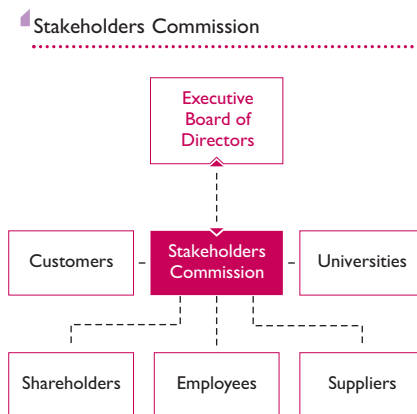 Stakeholders Commission
Executive
Board of
Directors
Customers
Stakeholders
Commission
Universities
Shareholders
Employees
Suppliers